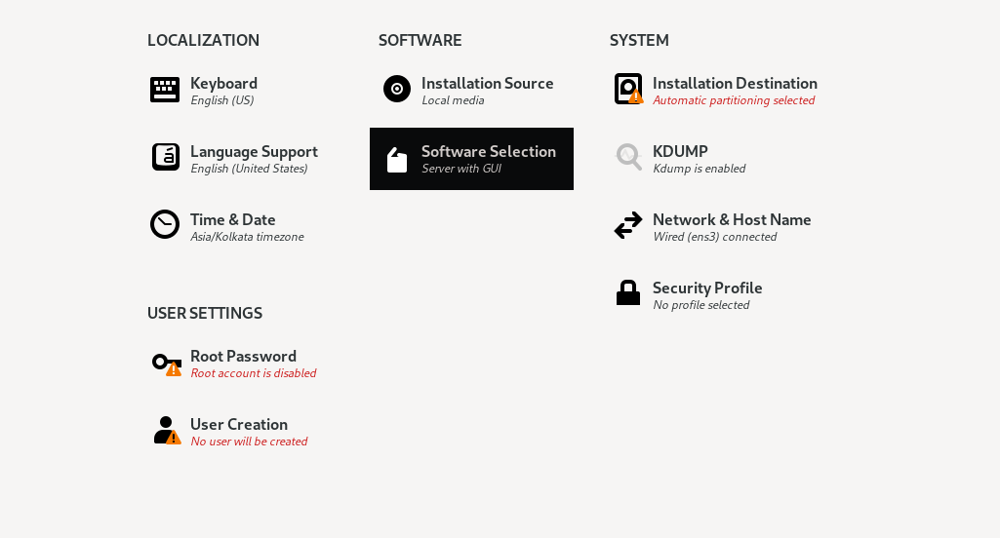 LOCALIZATION
Keyboard
English (US)
Language Support
English (United States)
Time & Date
Asia/Kolkata timezone
USER SETTINGS
Root Password
Root account is disabled
User Creation
No user will be created
SOFTWARE
Installation Source
Local media
Software Selection
Server with GUI
SYSTEM
Installation Destination
Automatic partitioning selected
KDUMP
Kdump is enabled
Network & Host Name
Wired (ens3) connected
Security Profile
No profile selected